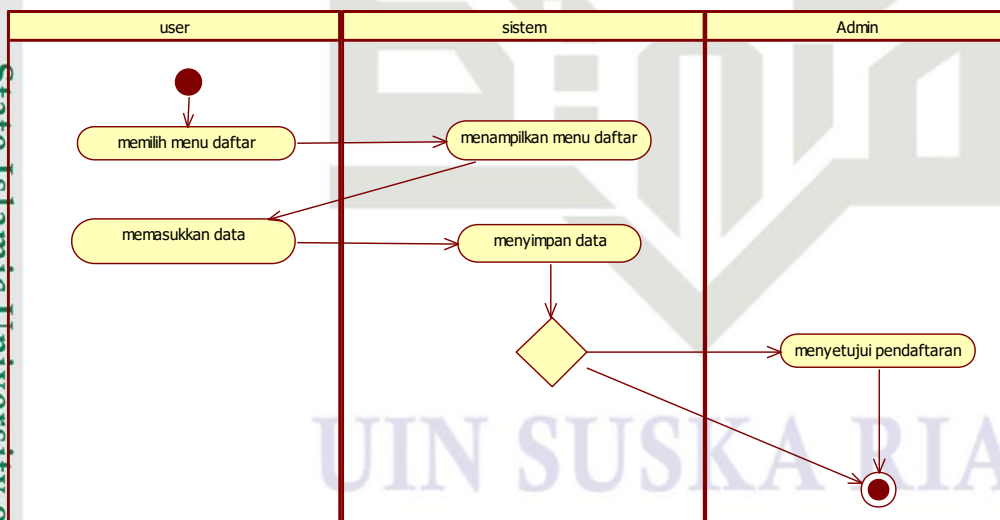 user
sistem
Admin
memilih menu daftar
menampilkan menu daftar
memasukkan data
menyimpan data
menyetujui pendaftaran
UIN SUSKA RIA